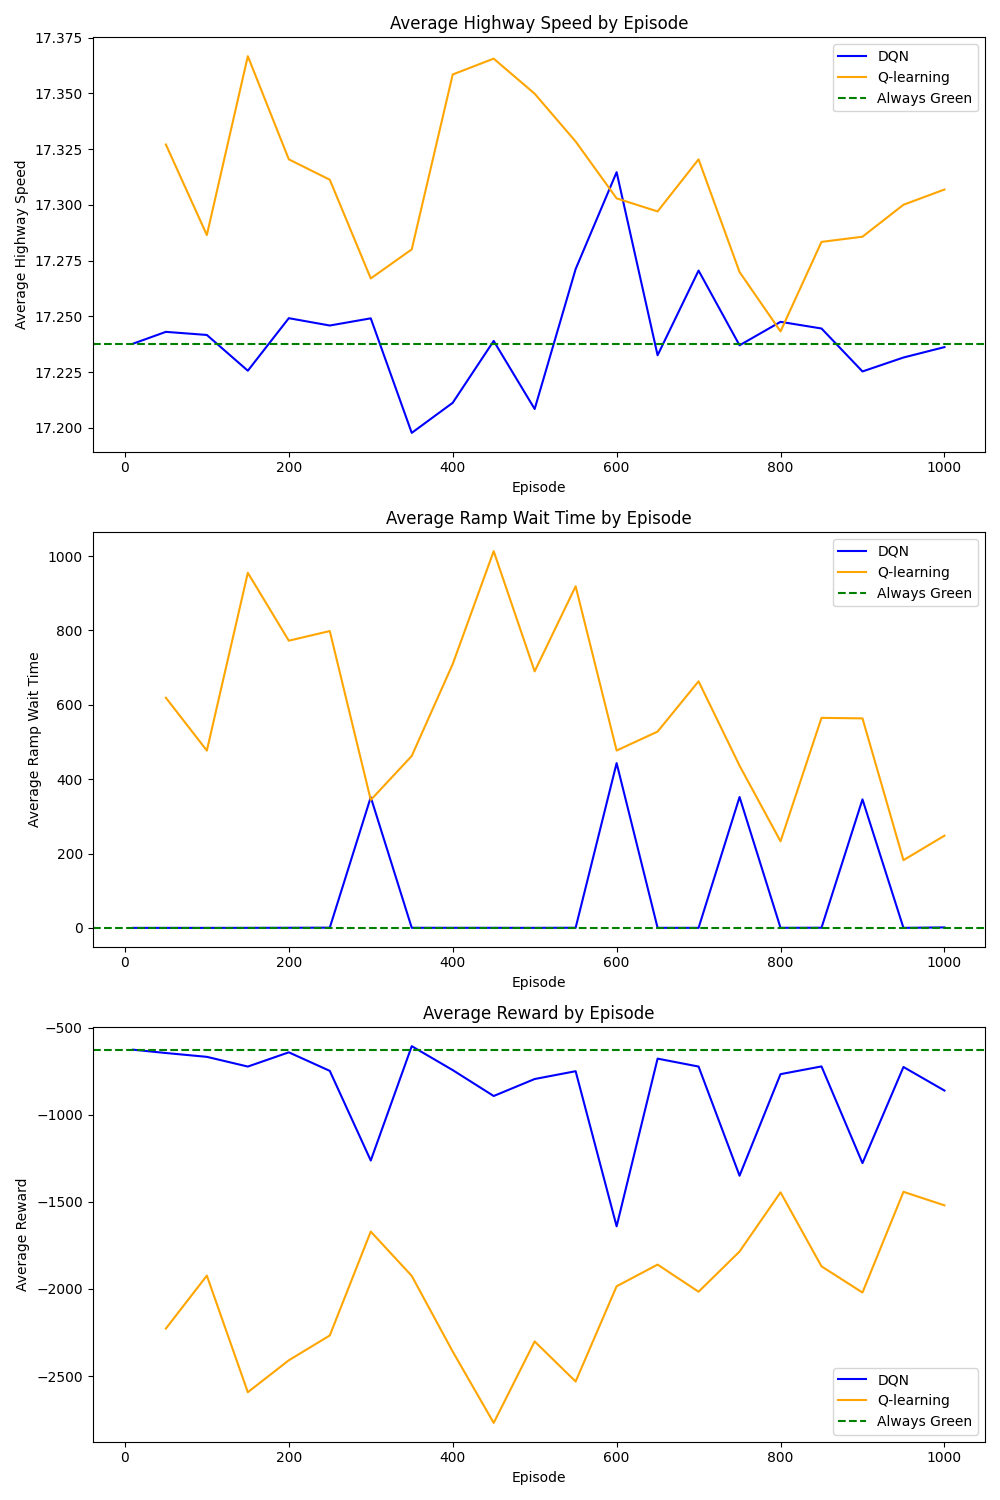 Average Highway Speed by Episode
17.375
17.350
17.325
17.300
17.275
17.250
17.225
17.200
Average Highway Speed
DQN
Q-learning
Always Green
0 200 400 600 800 1000
Episode
Average Ramp Wait Time by Episode
1000
800
600
400
200
0
Average Ramp Wait Time
DQN
Q-learning
Always Green
0 200 400 600 800 1000
Episode
Average Reward by Episode
−500
−1000
−1500
−2000
−2500
Average Reward
DQN
Q-learning
Always Green
0 200 400 600 800 1000
Episode